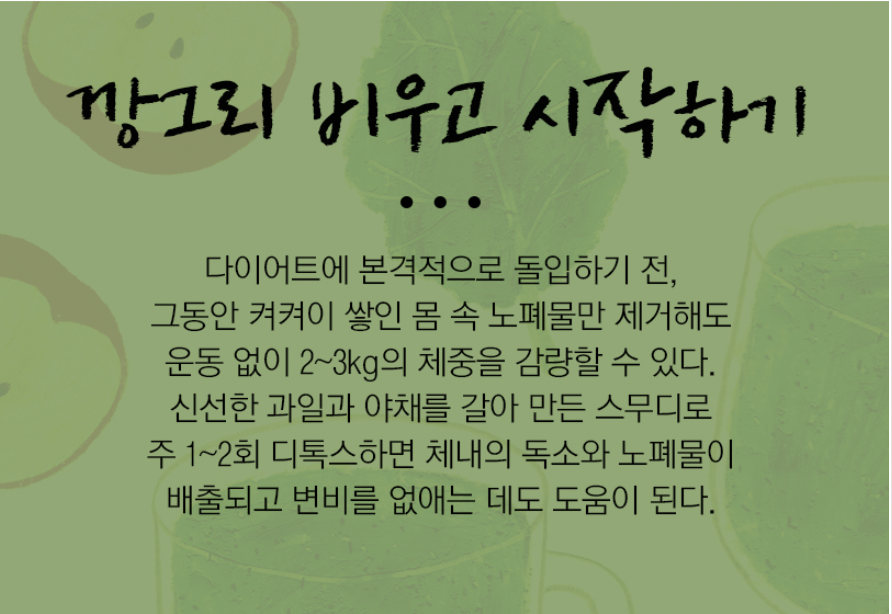 깡그리 비우고 시작하기
...
다이어트에 본격적으로 돌입하기 전,
그동안 켜켜이 쌓인 몸 속 노폐물만 제거해도
운동 없이 2~3kg의 체중을 감량할 수 있다.
신선한 과일과 야채를 갈아 만든 스무디로
주 1~2회 디톡스하면 체내의 독소와 노폐물이
배출되고 변비를 없애는 데도 도움이 된다.